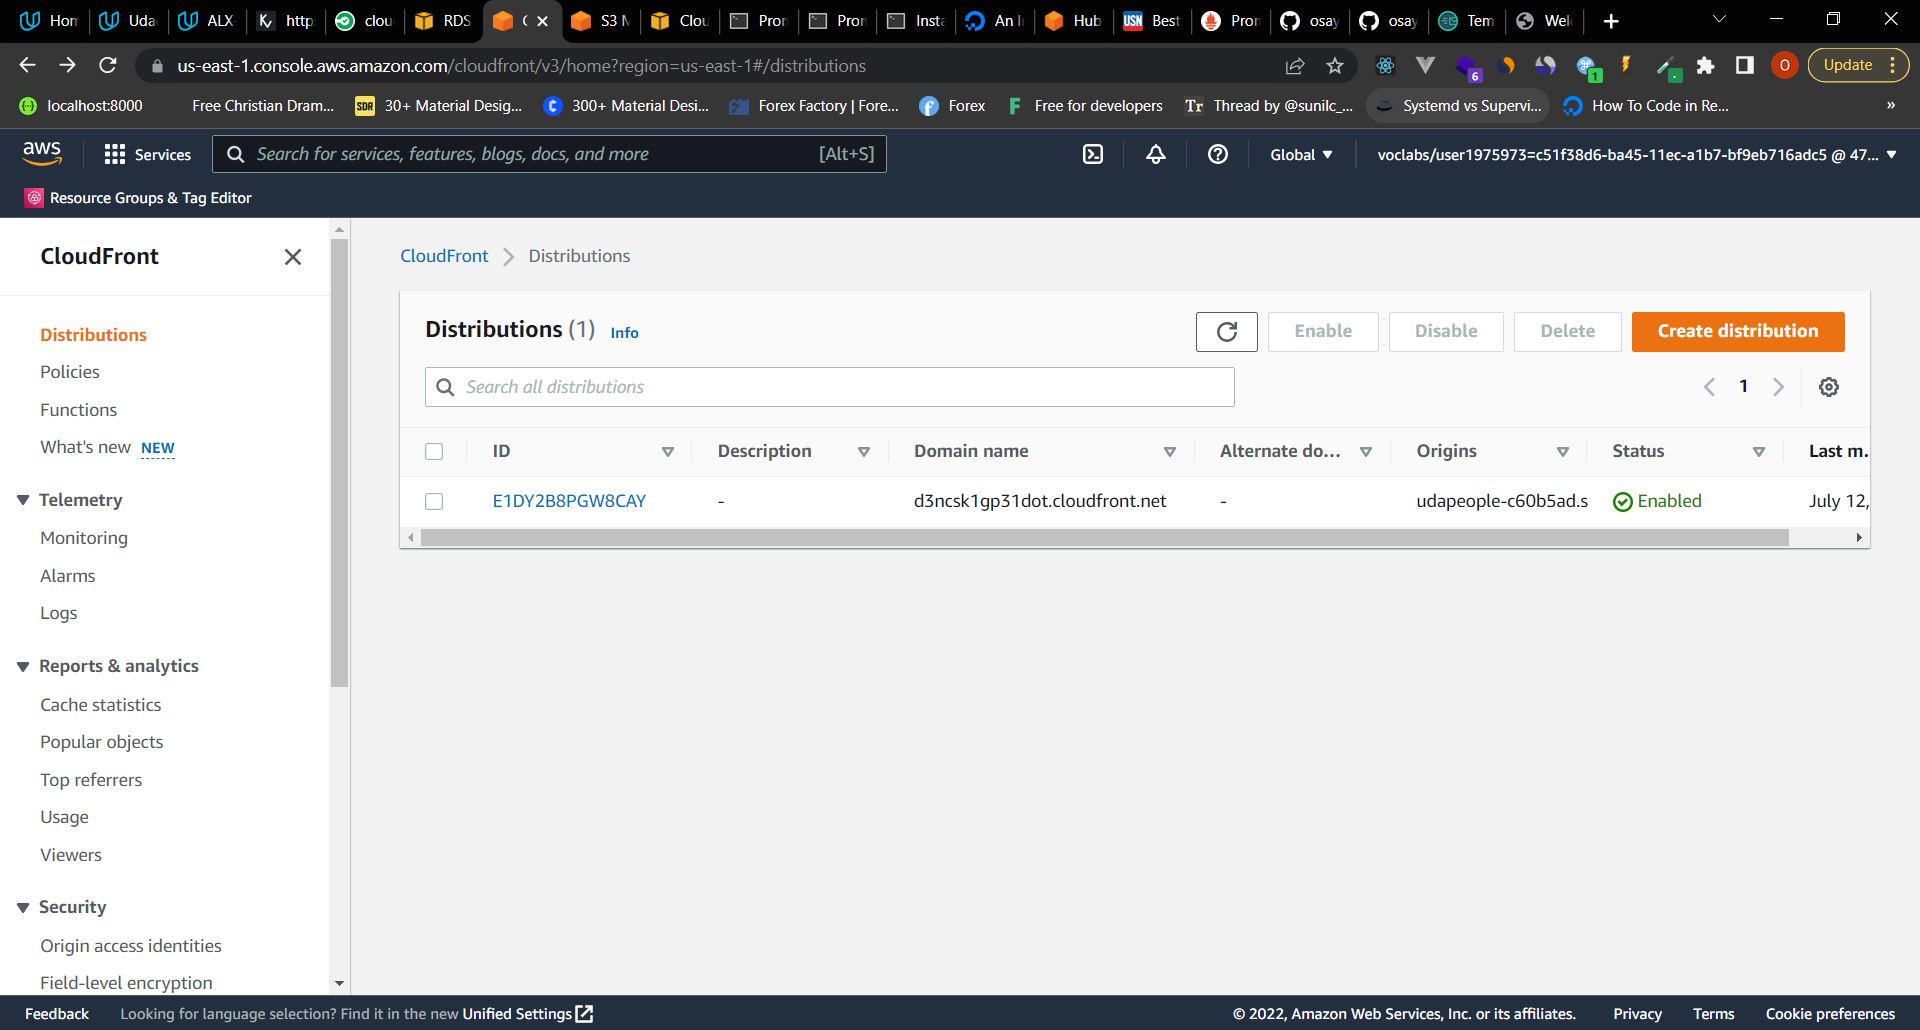 Hon
Uda
ALX-
http
clou
RDS
C
S3 M
Clou
Pron
Pron
Insta
An I
Hub
USN
Best
Pron
osay
osay
Tem
Wel
us-east-1.console.aws.amazon.com/cloudfront/v3/home?region=us-east-1#/distributions
6
1
O
Update
localhost:8000
Free Christian Dram...
SDR
30+ Material Desig...
300+ Material Desi...
Forex Factory | Fore...
Forex
Free for developers
Tr
Thread by @sunilc_...
Systemd vs Supervi...
How To Code in Re...
»
aws
Services
Search for services, features, blogs, docs, and more
[Alt+S]
Global
voclabs/user1975973=c51f38d6-ba45-11ec-a1b7-bf9eb716adc5 @ 47...
Resource Groups & Tag Editor
CloudFront
Distributions
Policies
Functions
What's new NEW
Telemetry
Monitoring
Alarms
Logs
Reports & analytics
Cache statistics
Popular objects
Top referrers
Usage
Viewers
Security
Origin access identities
Field-level encryption
CloudFront
Distributions
Distributions (1) Info
Enable
Disable
Delete
Create distribution
Search all distributions
1
ID
Description
Domain name
Alternate do...
Origins
Status
Last m.
E1DY2B8PGW8CAY
-
d3ncsk1gp31dot.cloudfront.net
-
udapeople-c60b5ad.s
Enabled
July 12,
Feedback
Looking for language selection? Find it in the new Unified Settings
© 2022, Amazon Web Services, Inc. or its affiliates.
Privacy
Terms
Cookie preferences